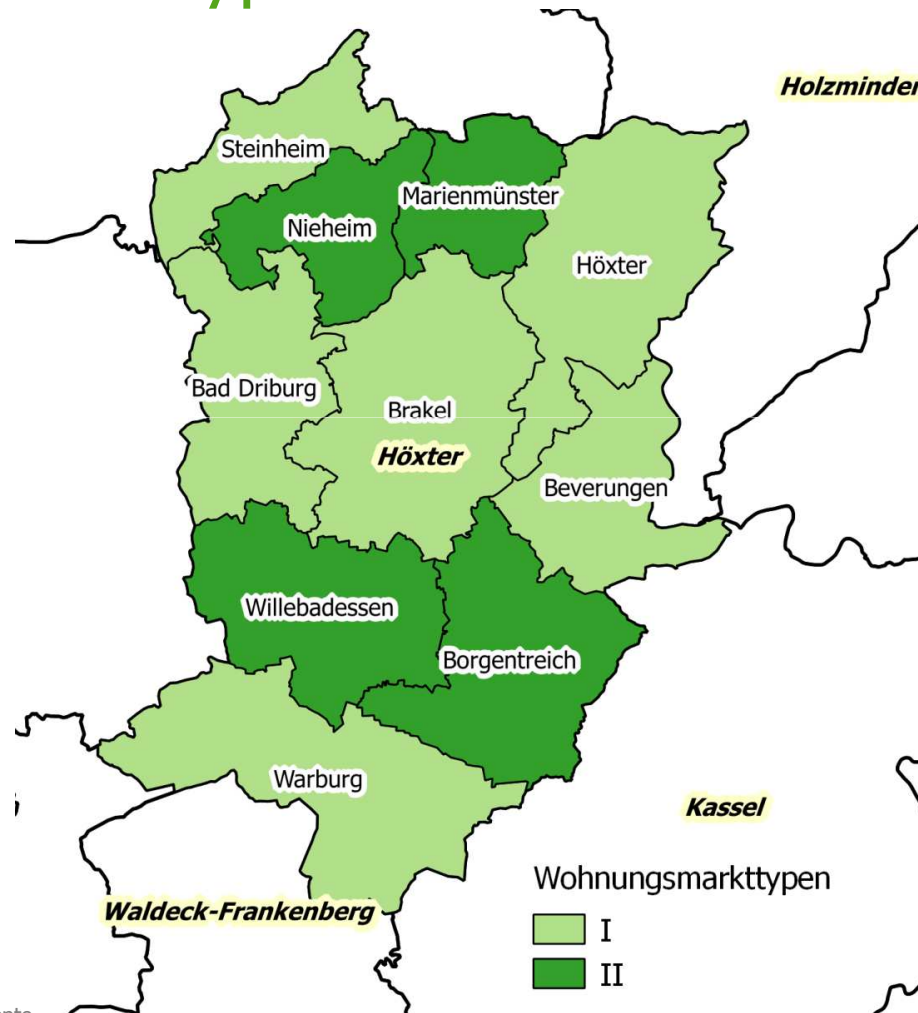 Holzminden
Steinheim
Marienmünster
Nieheim
Höxter
Bad Driburg
Brakel
Höxter
Beverungen
Willebadessen
Borgentreich
Warburg
Kassel
Wohnungsmarkttypen
Waldeck-Frankenberg
I
II